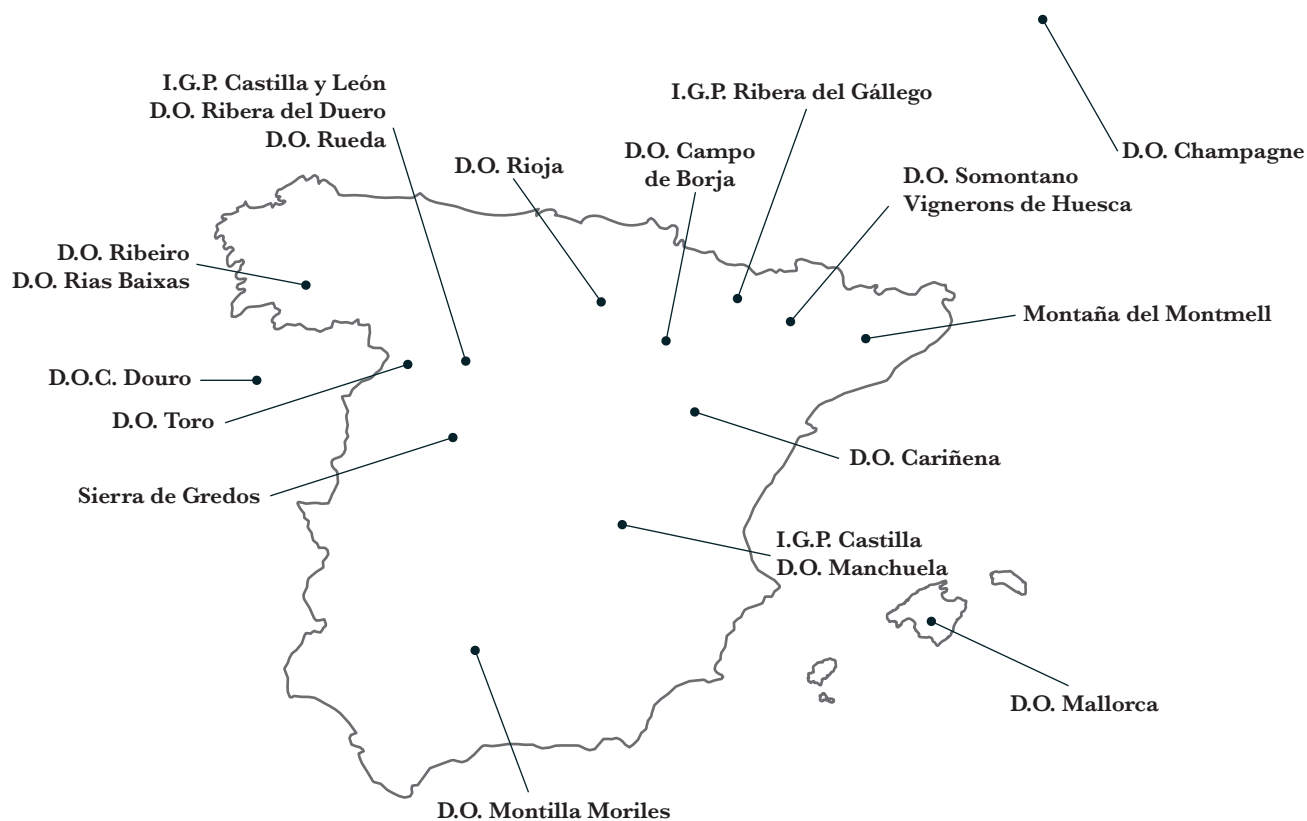 I.G.P. Castilla y León
D.O. Ribera del Duero
D.O. Rueda
I.G.P. Ribera del Gállego
D.O. Champagne
D.O. Rioja
D.O. Campo
de Borja
D.O. Somontano
Vignerons de Huesca
D.O. Ribeiro
D.O. Rias Baixas
Montaña del Montmell
D.O.C. Douro
D.O. Toro
D.O. Cariñena
Sierra de Gredos
I.G.P. Castilla
D.O. Manchuela
D.O. Mallorca
D.O. Montilla Moriles